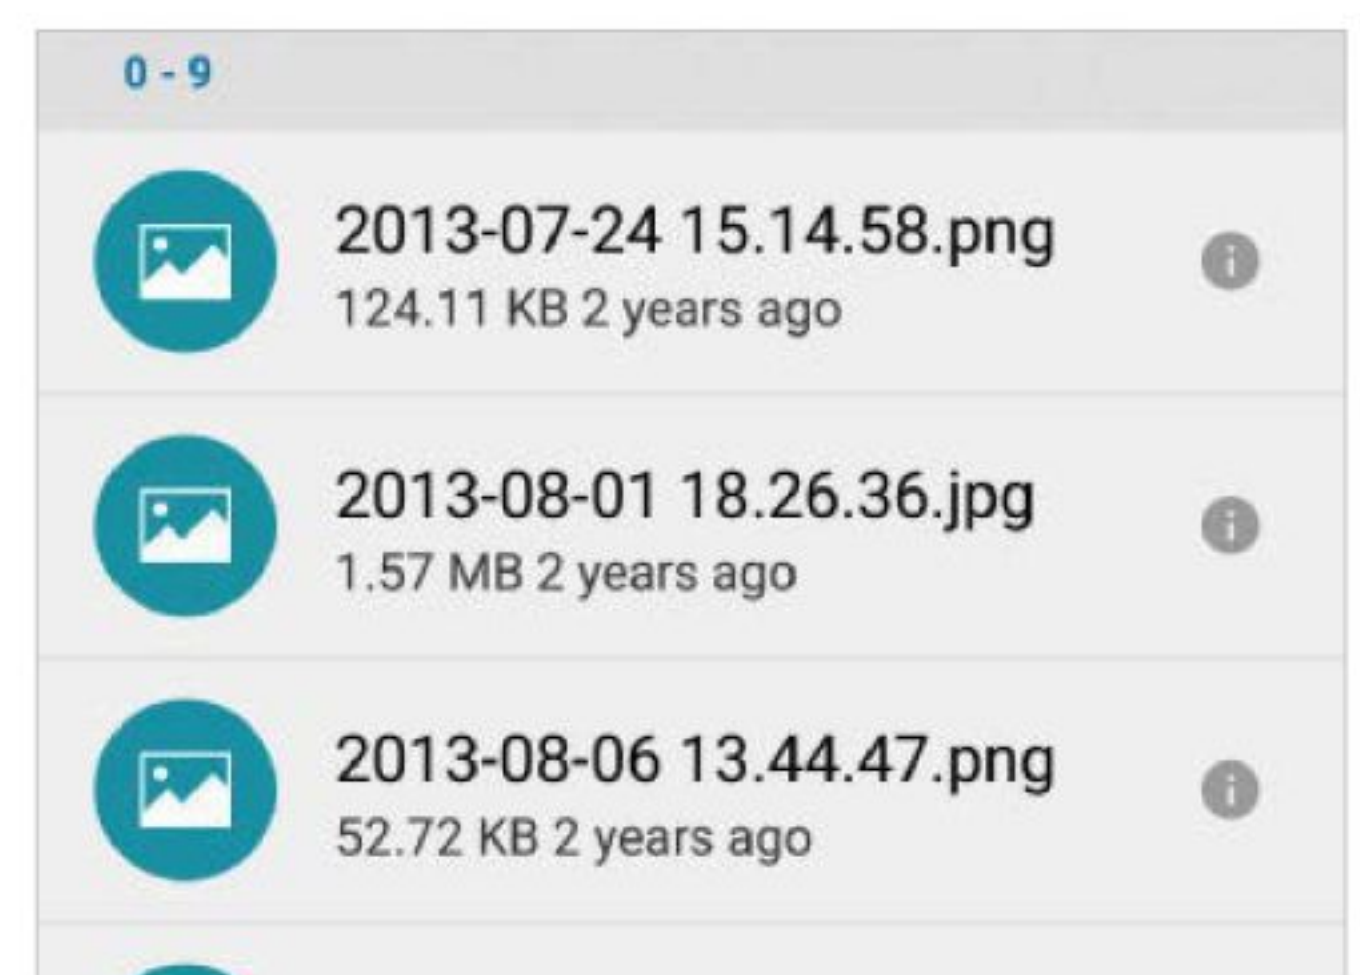 0 - 9
2013-07-24 15.14.58.png
124.11 KB 2 years ago
2013-08-01 18.26.36.jpg
1.57 MB 2 years ago
2013-08-06 13.44.47.png
52.72 KB 2 years ago